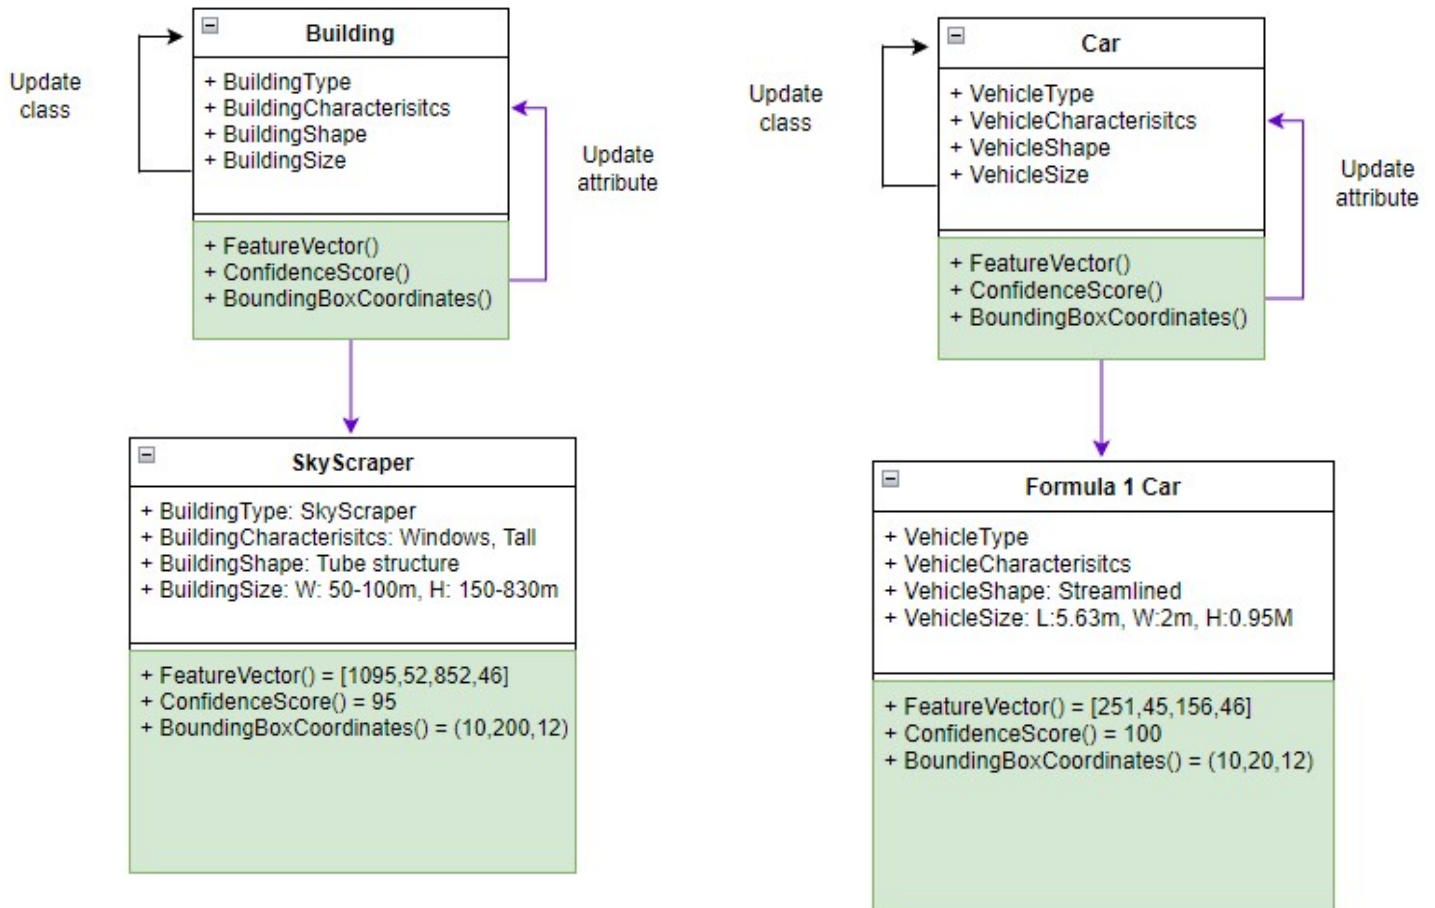 Building
Update
class
+ BuildingType
+ BuildingCharacterisitcs
+ BuildingShape
+ BuildingSize
Update
attribute
+ FeatureVector()
+ ConfidenceScore()
+ BoundingBoxCoordinates()
SkyScraper
+ BuildingType: SkyScraper
+ BuildingCharacterisitcs: Windows, Tall
+ BuildingShape: Tube structure
+ BuildingSize: W: 50-100m, H: 150-830m
+ FeatureVector() = [1095,52,852,46]
+ ConfidenceScore() = 95
+ BoundingBoxCoordinates() = (10,200,12)
Car
Update
class
+ VehicleType
+ VehicleCharacterisitcs
+ VehicleShape
+ VehicleSize
Update
attribute
+ FeatureVector()
+ ConfidenceScore()
+ BoundingBoxCoordinates()
Formula 1 Car
+ VehicleType
+ VehicleCharacterisitcs
+ VehicleShape: Streamlined
+ VehicleSize: L:5.63m, W:2m, H:0.95M
+ FeatureVector() = [251,45,156,46]
+ ConfidenceScore() = 100
+ BoundingBoxCoordinates() = (10,20,12)